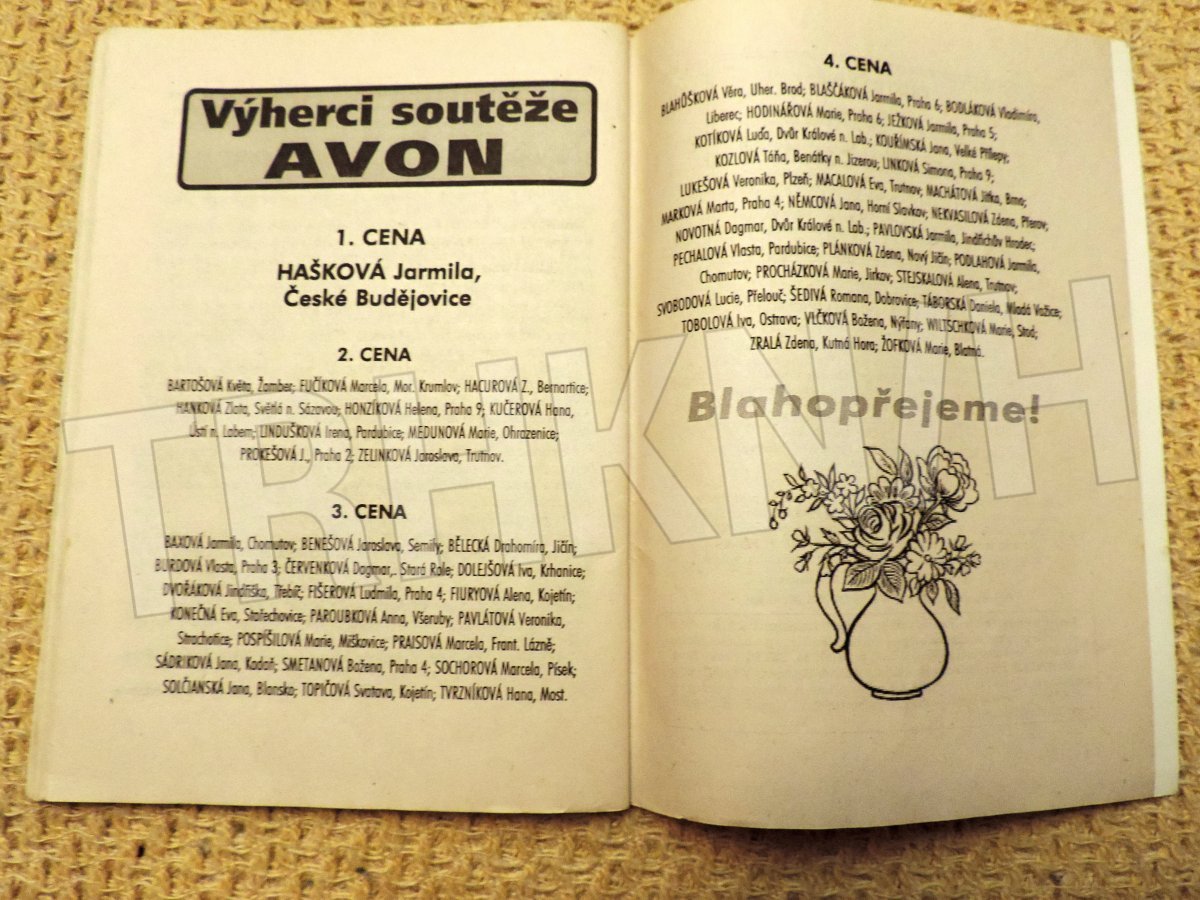 Výherci soutěže
AVON
1. CENA
HAŠKOVÁ Jarmila,
České Budějovice
2. CENA
BARTOŠOVÁ Květa, Žamber; FUČÍKOVÁ Marcela, Mor. Krumlov; HACUROVÁ Z., Bernartice;
HANKOVÁ Zlata, Světlá n. Sázavou; HONZÍKOVÁ Helena, Praha 9; KUČEROVÁ Hana,
Ústí n. Labem; LINDUŠKOVÁ Irena, Pardubice; MEDUNOVÁ Marie, Ohrazenice;
PROKEŠOVÁ J., Praha 2; ZELINKOVÁ Jaroslava, Trutnov.
3. CENA
BAXOVÁ Jarmila, Chomutov; BENEŠOVÁ Jaroslava, Semily; BĚLECKÁ Drahomíra, Jičín;
BURDOVÁ Vlasta, Praha 3; ČERVENKOVÁ Dagmar,. Stará Role; DOLEJŠOVÁ Iva, Krhanice;
DVOŘÁKOVÁ Jindřiška, Třebíč; FIŠEROVÁ Ludmila, Praha 4; FIURYOVÁ Alena, Kojetín;
KONEČNÁ Eva, Stařechovice; PAROUBKOVÁ Anna, Všeruby; PAVLÁTOVÁ Veronika,
Strachotice; POSPÍŠILOVÁ Marie, Miškovice; PRAISOVÁ Marcela, Frant. Lázně;
SÁDRIKOVÁ Jana, Kadaň; SMETANOVÁ Božena, Praha 4; SOCHOROVÁ Marcela, Písek;
SOLČIANSKÁ Jana, Blansko; TOPIČOVÁ Svatava, Kojetín; TVRZNÍKOVÁ Hana, Most.
4. CENA
BLAHŮŠKOVÁ Věra, Uher. Brod; BLAŠČÁKOVÁ Jarmila, Praha 6; BODLÁKOVÁ Vladimíra,
Liberec; HODINÁŘOVÁ Marie, Praha 6; JEŽKOVÁ Jarmila, Praha 5;
KOTÍKOVÁ Luďa, Dvůr Králové n. Lab.; KOUŘÍMSKÁ Jana, Velké Přílepy;
KOZLOVÁ Táňa, Benátky n. Jizerou; LINKOVÁ Simona, Praha 9;
LUKEŠOVÁ Veronika, Plzeň; MACALOVÁ Eva, Trutnov; MACHÁTOVÁ Jitka, Brno;
MARKOVÁ Marta, Praha 4; NĚMCOVÁ Jana, Horní Slavkov; NEKVASILOVÁ Zdena, Přerov;
NOVOTNÁ Dagmar, Dvůr Králové n. Lab.; PAVLOVSKÁ Jarmila, Jindřichův Hradec;
PECHALOVÁ Vlasta, Pardubice; PLÁNKOVÁ Zdena, Nový Jičín; PODLAHOVÁ Jarmila,
Chomutov; PROCHÁZKOVÁ Marie, Jirkov; STEJSKALOVÁ Alena, Trutnov;
SVOBODOVÁ Lucie, Přelouč; ŠEDIVÁ Romana, Dobrovice; TÁBORSKÁ Daniela, Mladá Vožice;
TOBOLOVÁ Iva, Ostrava; VLČKOVÁ Božena, Nýřany; WILTSCHKOVÁ Marie, Stod;
ZRALÁ Zdena, Kutná Hora; ŽOFKOVÁ Marie, Blatná.
Blahopřejeme!
TRHKNIH